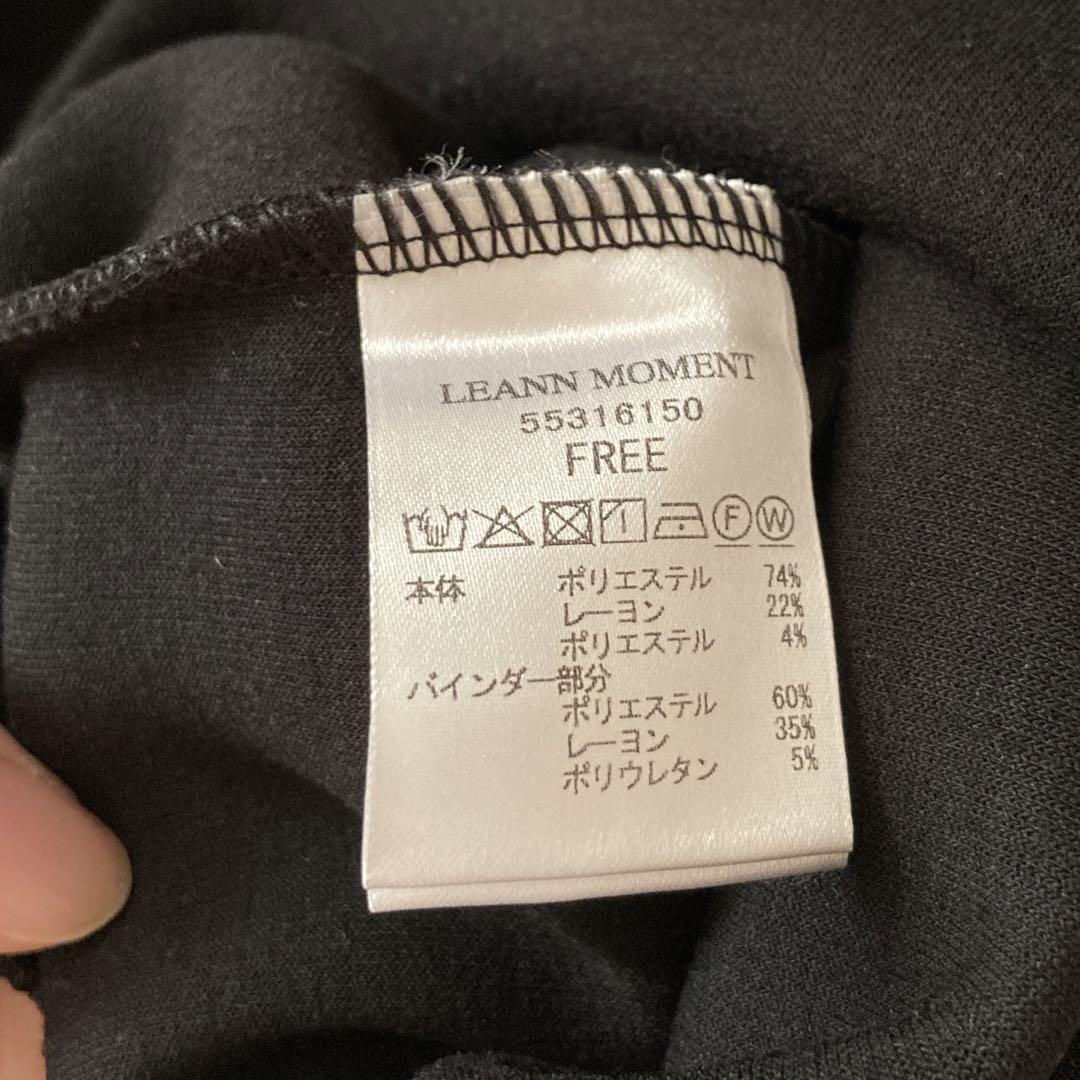 LEANN MOMENT
55316150
FREE
F W
本体 ポリエステル 74%
レーヨン 22%
ポリエステル 4%
バインダー部分
ポリエステル 60%
レーヨン 35%
ポリウレタン 5%